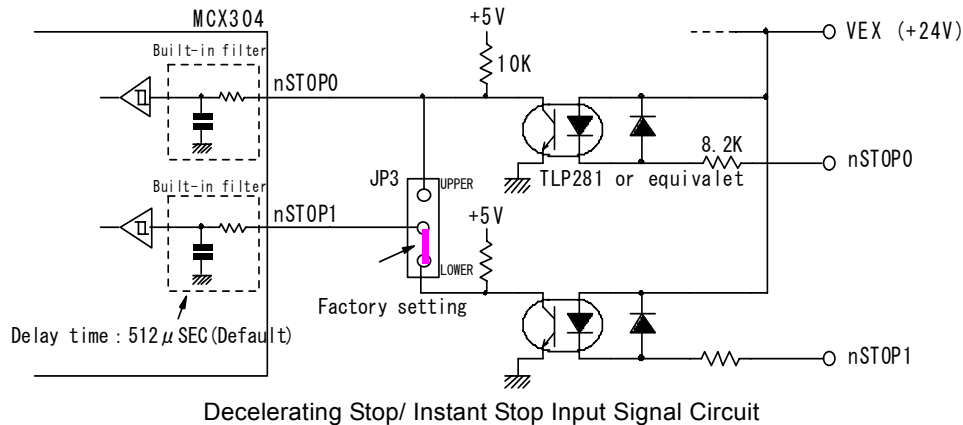 MCX304
+5V
VEX (+24V)
Built-in filter
nSTOP0
10K
8.2K
nSTOP0
TLP281 or equivalet
Built-in filter
JP3
UPPER
nSTOP1
+5V
LOWER
Factory setting
Delay time : 512μSEC(Default)
nSTOP1
Decelerating Stop/ Instant Stop Input Signal Circuit